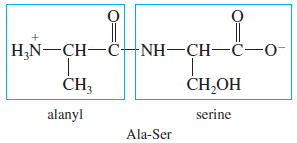 O O
+
H₃N—CH—C—NH—CH—C—O⁻
CH₃ CH₂OH
alanyl serine
Ala-Ser